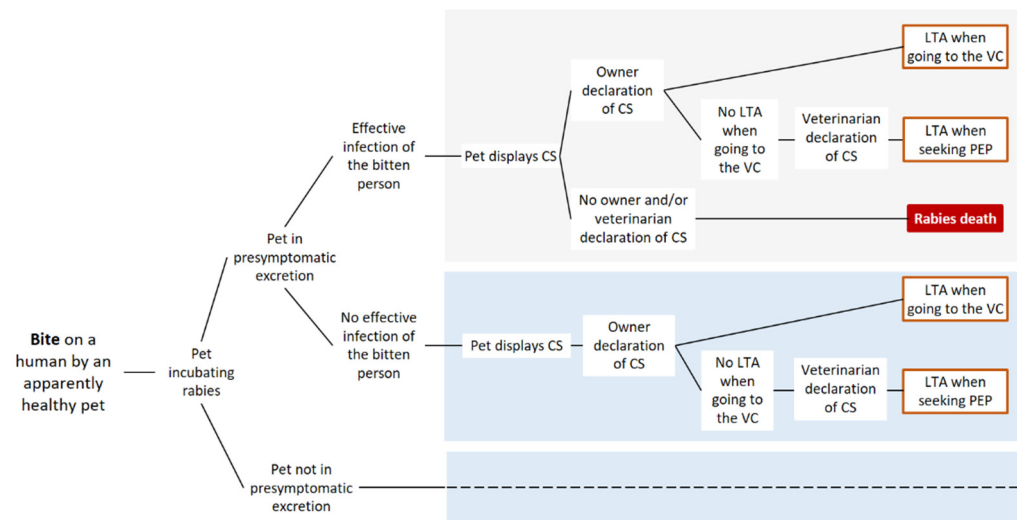 LTA when
going to the VC
Owner
declaration
of CS
No LTA
when
going to
the VC
Veterinarian
declaration
of CS
LTA when
seeking PEP
Effective
infection of
the bitten
person
Pet displays CS
No owner and/or
veterinarian
declaration of CS
Rabies death
Pet in
presymptomatic
excretion
No effective
infection of
the bitten
person
Pet displays CS
Owner
declaration
of CS
LTA when
going to the VC
No LTA
when
going to
the VC
Veterinarian
declaration
of CS
LTA when
seeking PEP
Bite on a
human by an
apparently
healthy pet
Pet
incubating
rabies
Pet not in
presymptomatic
excretion